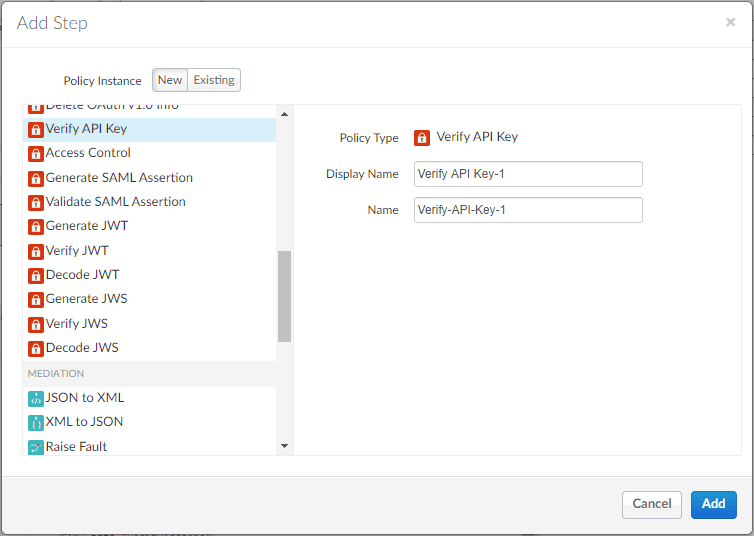 Add Step
×
Policy Instance New Existing
Delete OAuth v1.0 Info
Verify API Key
Access Control
Generate SAML Assertion
Validate SAML Assertion
Generate JWT
Verify JWT
Decode JWT
Generate JWS
Verify JWS
Decode JWS
MEDIATION
JSON to XML
XML to JSON
Raise Fault
Policy Type Verify API Key
Display Name Verify API Key-1
Name Verify-API-Key-1
Cancel Add